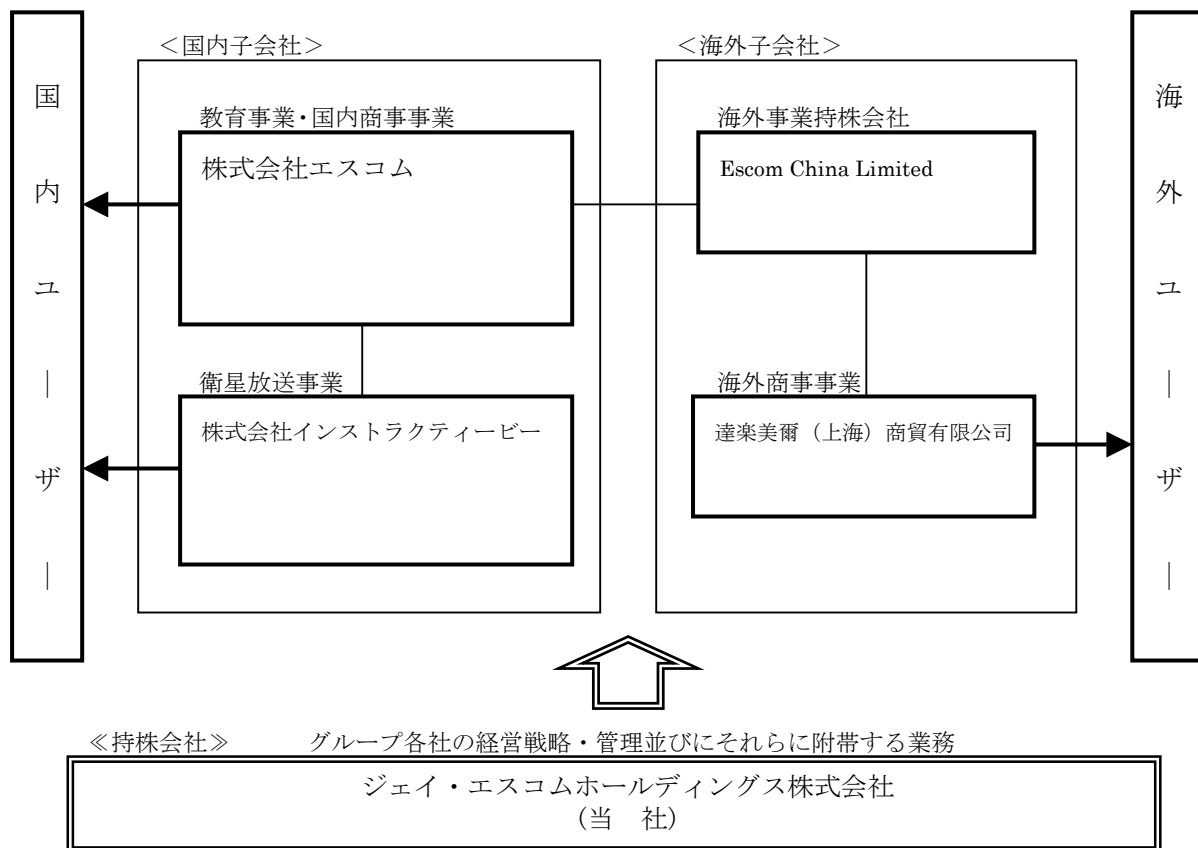 国内ユーザー
＜国内子会社＞
教育事業・国内商事事業
株式会社エスコム
衛星放送事業
株式会社インストラクティービー
＜海外子会社＞
海外事業持株会社
Escom China Limited
海外商事事業
達楽美爾（上海）商貿有限公司
海外ユーザー
≪持株会社≫　グループ各社の経営戦略・管理並びにそれらに附帯する業務
ジェイ・エスコムホールディングス株式会社
（当　社）